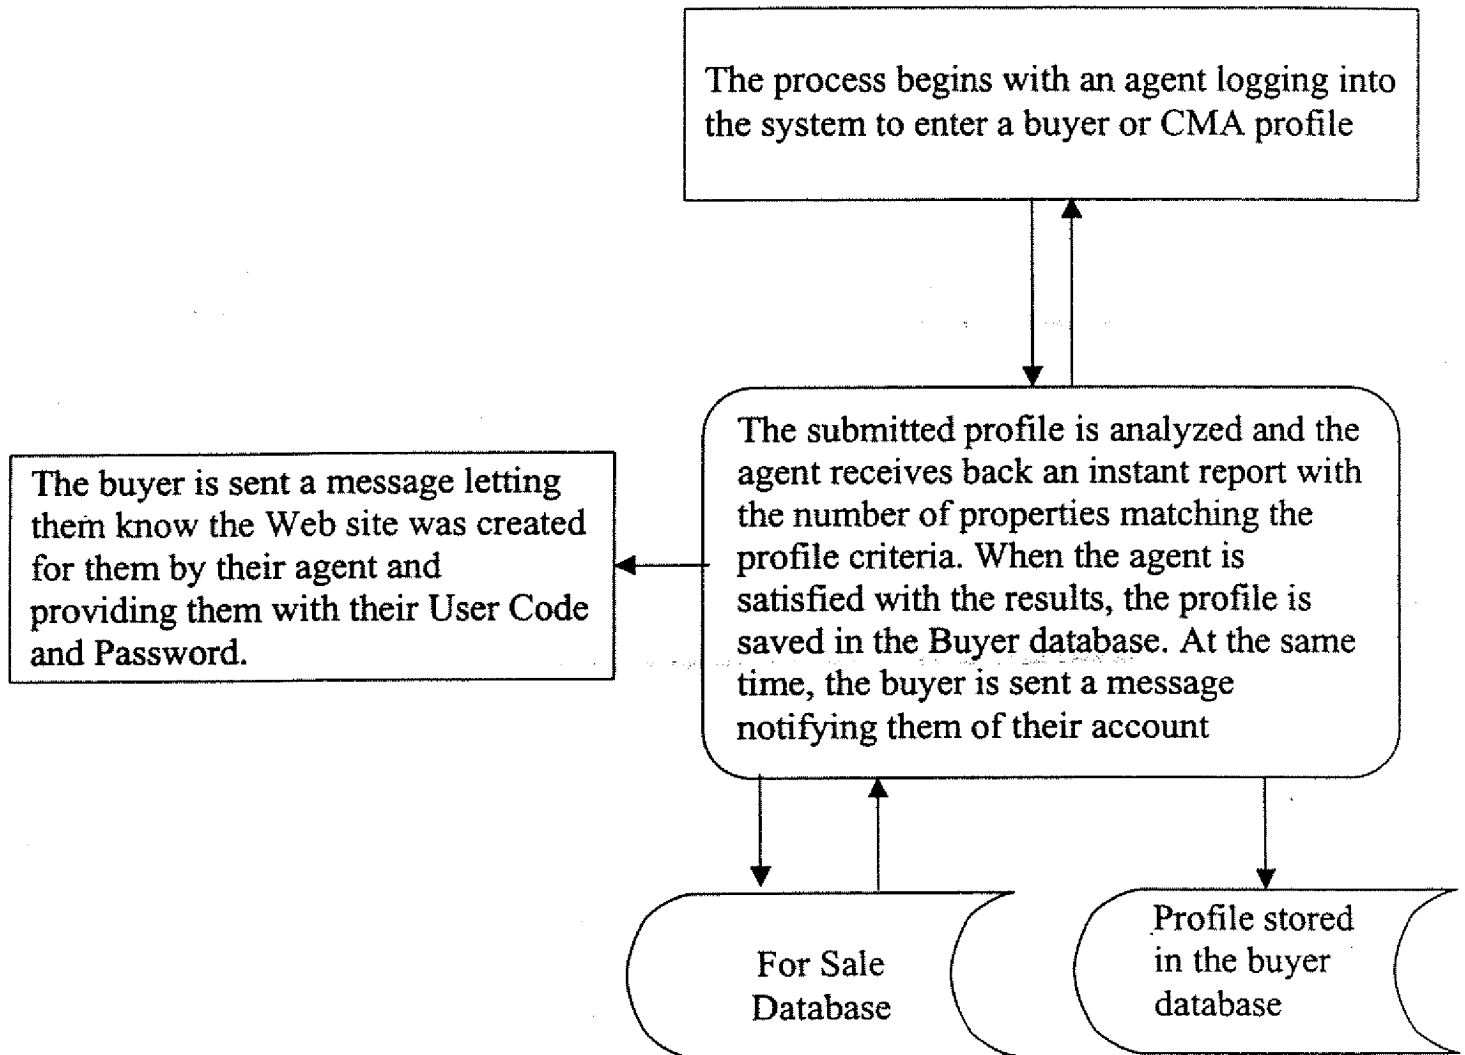 The process begins with an agent logging into
the system to enter a buyer or CMA profile
The submitted profile is analyzed and the
agent receives back an instant report with
the number of properties matching the
profile criteria. When the agent is
satisfied with the results, the profile is
saved in the Buyer database. At the same
time, the buyer is sent a message
notifying them of their account
The buyer is sent a message letting
them know the Web site was created
for them by their agent and
providing them with their User Code
and Password.
For Sale
Database
Profile stored
in the buyer
database